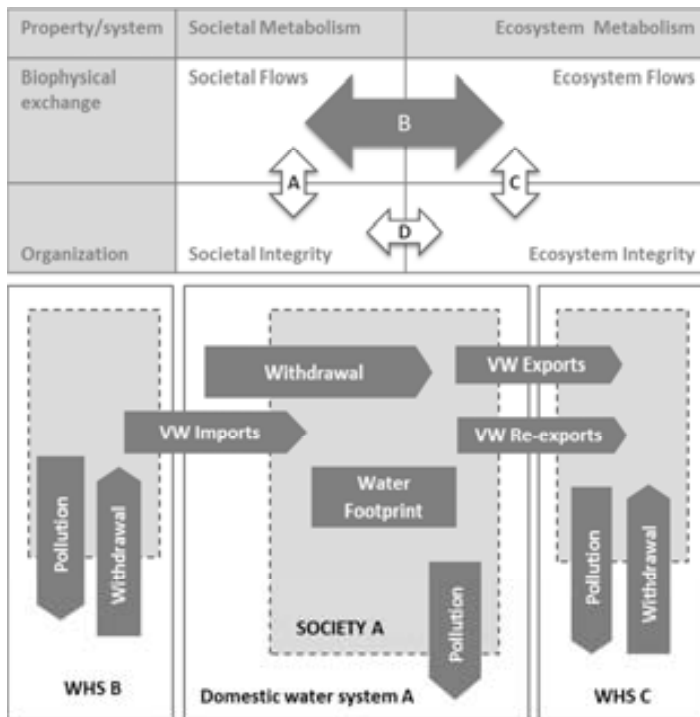 Property/system
Societal Metabolism
Ecosystem Metabolism
Biophysical
exchange
Societal Flows
Ecosystem Flows
B
A
C
D
Organization
Societal Integrity
Ecosystem Integrity
Withdrawal
VW Exports
VW Imports
VW Re-exports
Water
Footprint
Pollution
Withdrawal
Pollution
Pollution
Withdrawal
SOCIETY A
WHS B
Domestic water system A
WHS C